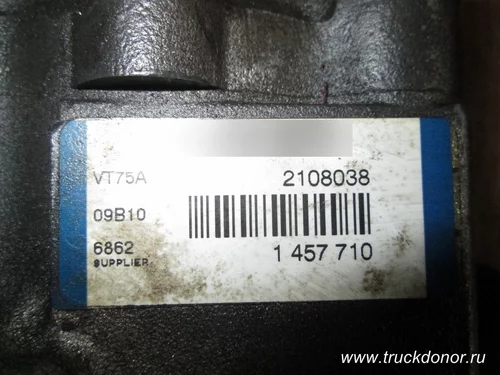 VT75A 2108038
09B10
6862 1 457 710
SUPPLIER
www.truckdonor.ru